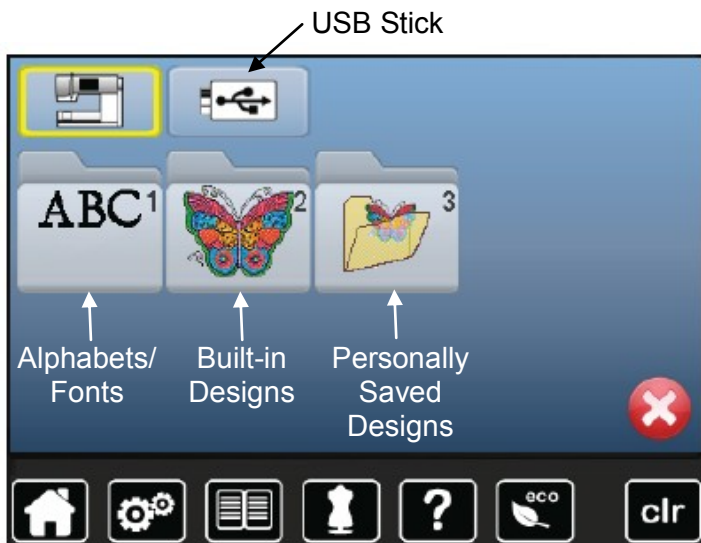 USB Stick
ABC 1
2
3
Alphabets/
Fonts
Built-in
Designs
Personally
Saved
Designs
?
eco
clr